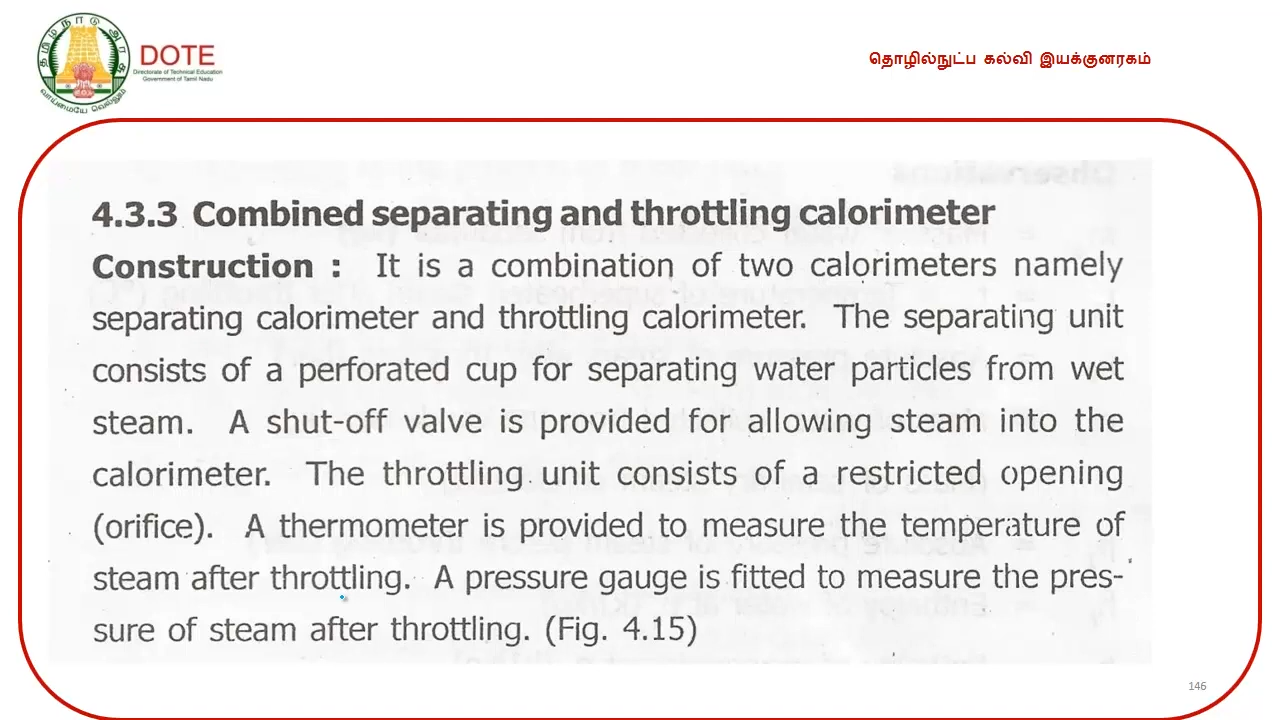 தமிழ்நாடு அரசு
வாய்மையே வெல்லும்
DOTE
Directorate of Technical Education
Government of Tamil Nadu
தொழில்நுட்ப கல்வி இயக்குனரகம்
4.3.3 Combined separating and throttling calorimeter
Construction : It is a combination of two calorimeters namely
separating calorimeter and throttling calorimeter. The separating unit
consists of a perforated cup for separating water particles from wet
steam. A shut-off valve is provided for allowing steam into the
calorimeter. The throttling unit consists of a restricted opening
(orifice). A thermometer is provided to measure the temperature of
steam after throttling. A pressure gauge is fitted to measure the pres-
sure of steam after throttling. (Fig. 4.15)
146